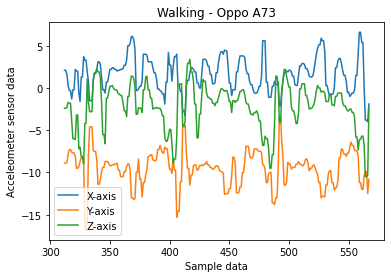 Walking - Oppo A73
Acceleometer sensor data
5
0
−5
−10
−15
X-axis
Y-axis
Z-axis
300
350
400
450
500
550
Sample data